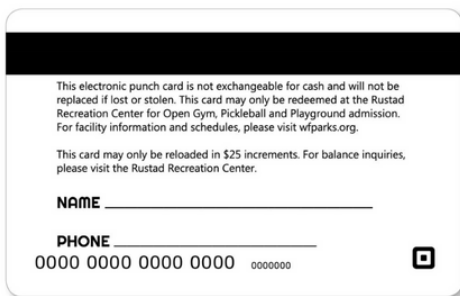 This electronic punch card is not exchangeable for cash and will not be
replaced if lost or stolen. This card may only be redeemed at the Rustad
Recreation Center for Open Gym, Pickleball and Playground admission.
For facility information and schedules, please visit wfparks.org.
This card may only be reloaded in $25 increments. For balance inquiries,
please visit the Rustad Recreation Center.
NAME
PHONE
0000 0000 0000 0000 0000000